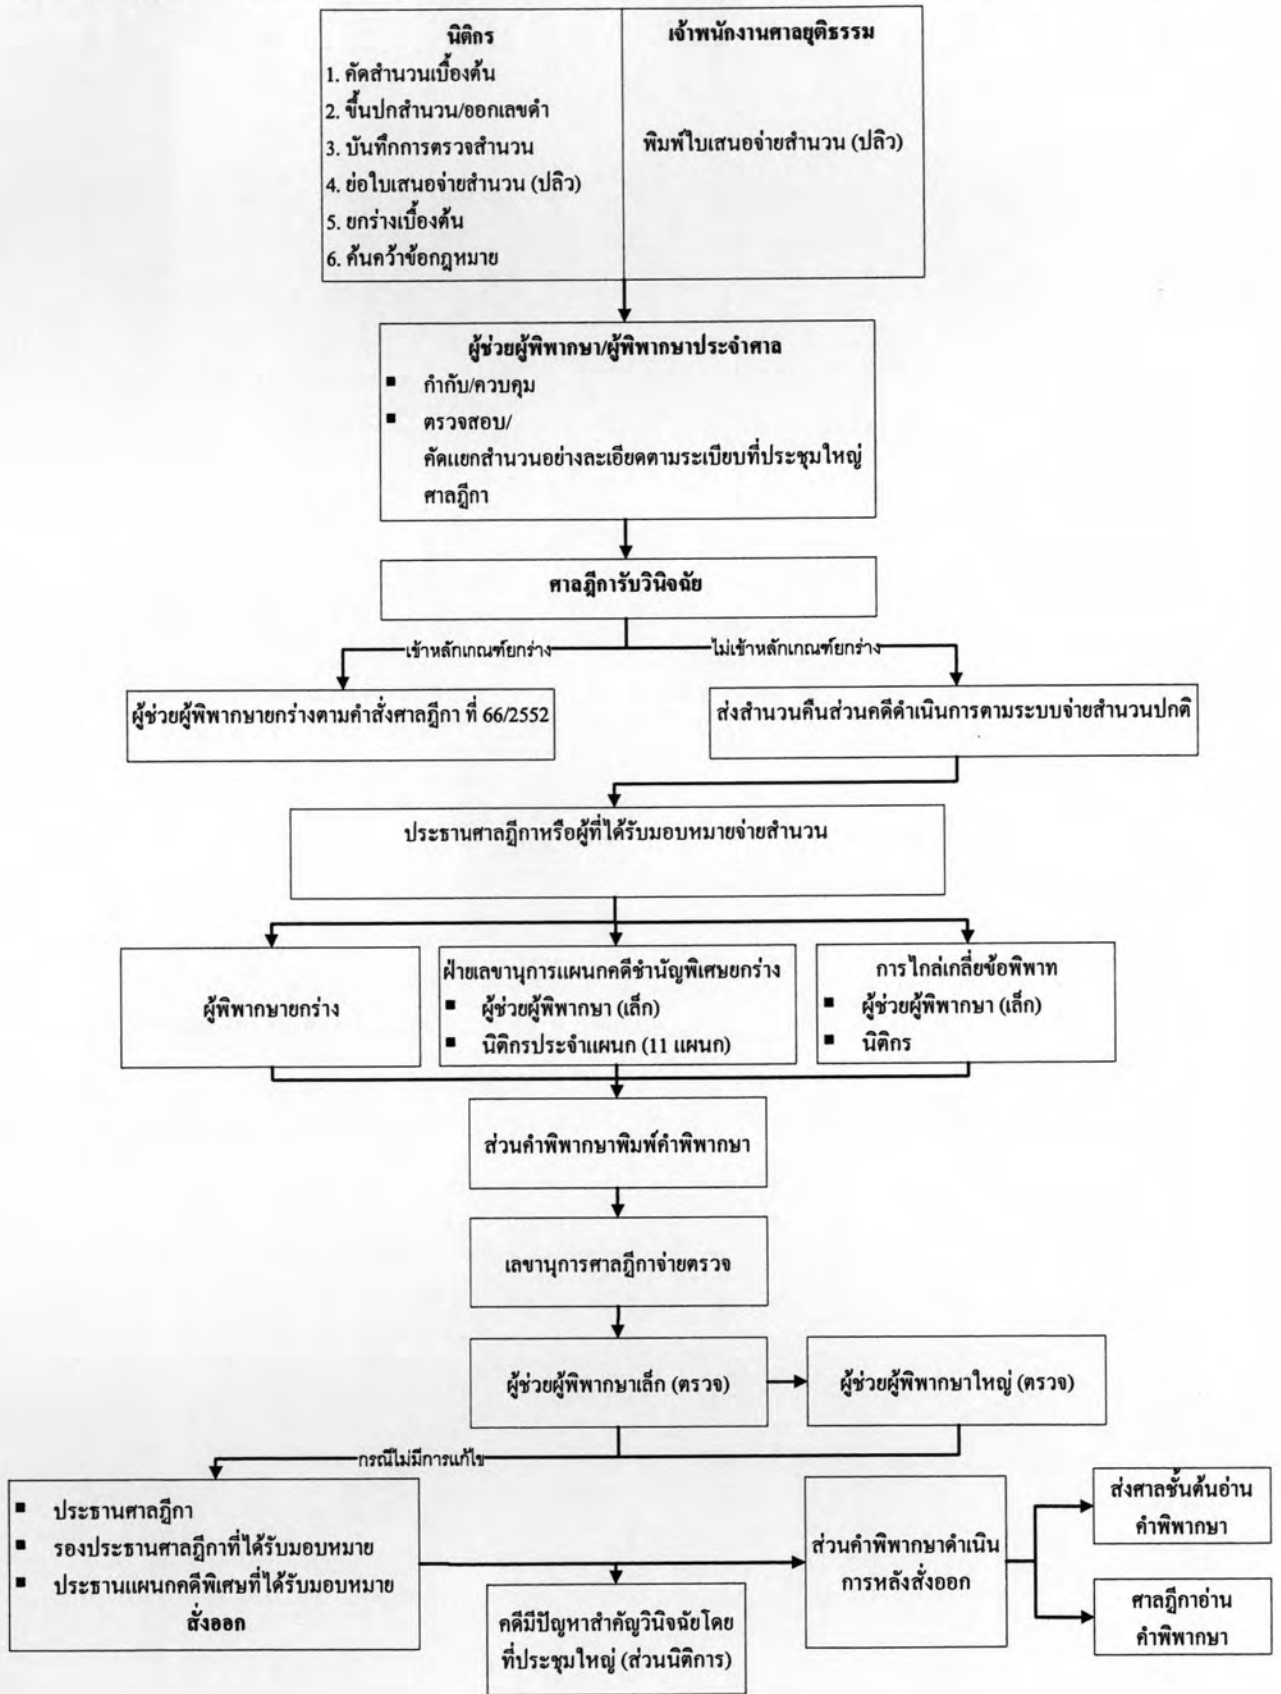 นิติกร
1. คัดสำนวนเบื้องต้น
2. ขึ้นปกสำนวน/ออกเลขดำ
3. บันทึกการตรวจสำนวน
4. ย่อใบเสนอจ่ายสำนวน (ปลิว)
5. ยกร่างเบื้องต้น
6. ค้นคว้าข้อกฎหมาย
เจ้าพนักงานศาลยุติธรรม
พิมพ์ใบเสนอจ่ายสำนวน (ปลิว)
ผู้ช่วยผู้พิพากษา/ผู้พิพากษาประจำศาล
▪ กำกับ/ควบคุม
▪ ตรวจสอบ/
คัดแยกสำนวนอย่างละเอียดตามระเบียบที่ประชุมใหญ่
ศาลฎีกา
ศาลฎีการับวินิจฉัย
เข้าหลักเกณฑ์ยกร่าง
ไม่เข้าหลักเกณฑ์ยกร่าง
ผู้ช่วยผู้พิพากษายกร่างตามคำสั่งศาลฎีกา ที่ 66/2552
ส่งสำนวนคืนส่วนคดีดำเนินการตามระบบจ่ายสำนวนปกติ
ประธานศาลฎีกาหรือผู้ที่ได้รับมอบหมายจ่ายสำนวน
ผู้พิพากษายกร่าง
ฝ่ายเลขานุการแผนกคดีชำนัญพิเศษยกร่าง
▪ ผู้ช่วยผู้พิพากษา (เล็ก)
▪ นิติกรประจำแผนก (11 แผนก)
การไกล่เกลี่ยข้อพิพาท
▪ ผู้ช่วยผู้พิพากษา (เล็ก)
▪ นิติกร
ส่วนคำพิพากษาพิมพ์คำพิพากษา
เลขานุการศาลฎีกาจ่ายตรวจ
ผู้ช่วยผู้พิพากษาเล็ก (ตรวจ)
ผู้ช่วยผู้พิพากษาใหญ่ (ตรวจ)
กรณีไม่มีการแก้ไข
▪ ประธานศาลฎีกา
▪ รองประธานศาลฎีกาที่ได้รับมอบหมาย
▪ ประธานแผนกคดีพิเศษที่ได้รับมอบหมาย
สั่งออก
คดีมีปัญหาสำคัญวินิจฉัยโดย
ที่ประชุมใหญ่ (ส่วนนิติการ)
ส่วนคำพิพากษาดำเนิน
การหลังสั่งออก
ส่งศาลชั้นต้นอ่าน
คำพิพากษา
ศาลฎีกาอ่าน
คำพิพากษา